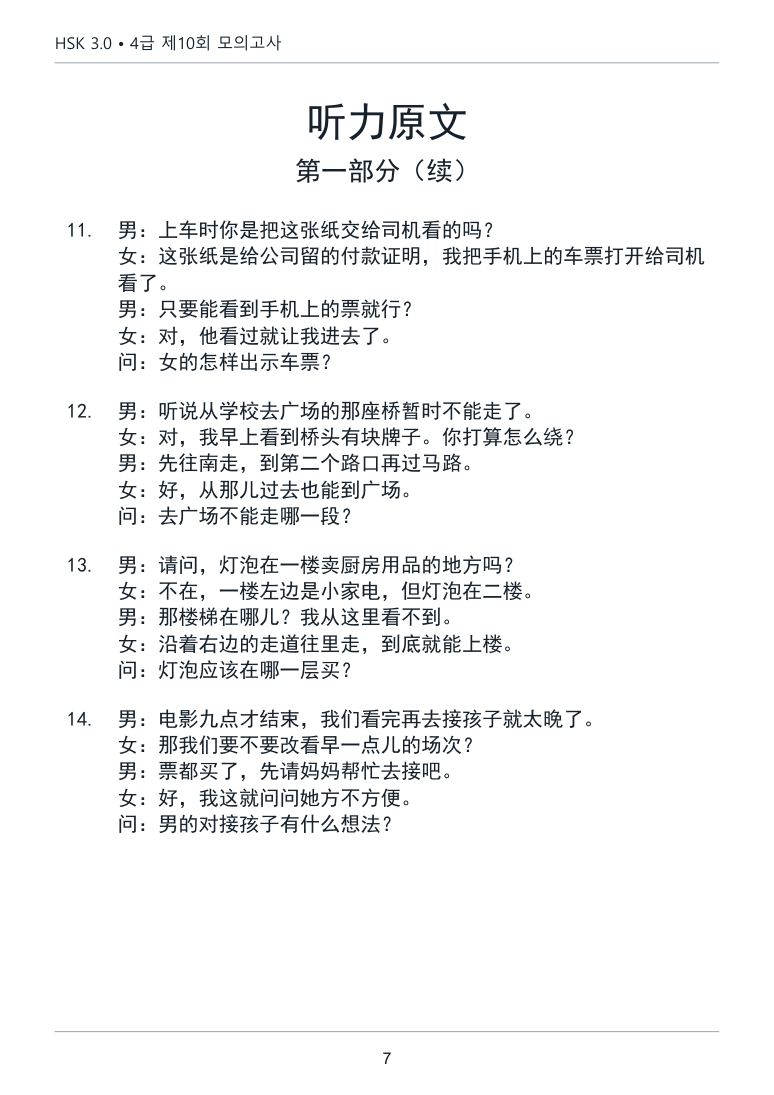 HSK 3.0 • 4급 제10회 모의고사
听力原文
第一部分（续）
11. 男：上车时你是把这张纸交给司机看的吗？
女：这张纸是给公司留的付款证明，我把手机上的车票打开给司机
看了。
男：只要能看到手机上的票就行？
女：对，他看过就让我进去了。
问：女的怎样出示车票？
12. 男：听说从学校去广场的那座桥暂时不能走了。
女：对，我早上看到桥头有块牌子。你打算怎么绕？
男：先往南走，到第二个路口再过马路。
女：好，从那儿过去也能到广场。
问：去广场不能走哪一段？
13. 男：请问，灯泡在一楼卖厨房用品的地方吗？
女：不在，一楼左边是小家电，但灯泡在二楼。
男：那楼梯在哪儿？我从这里看不到。
女：沿着右边的走道往里走，到底就能上楼。
问：灯泡应该在哪一层买？
14. 男：电影九点才结束，我们看完再去接孩子就太晚了。
女：那我们要不要改看早一点儿的场次？
男：票都买了，先请妈妈帮忙去接吧。
女：好，我这就问问她方不方便。
问：男的对接孩子有什么想法？
7